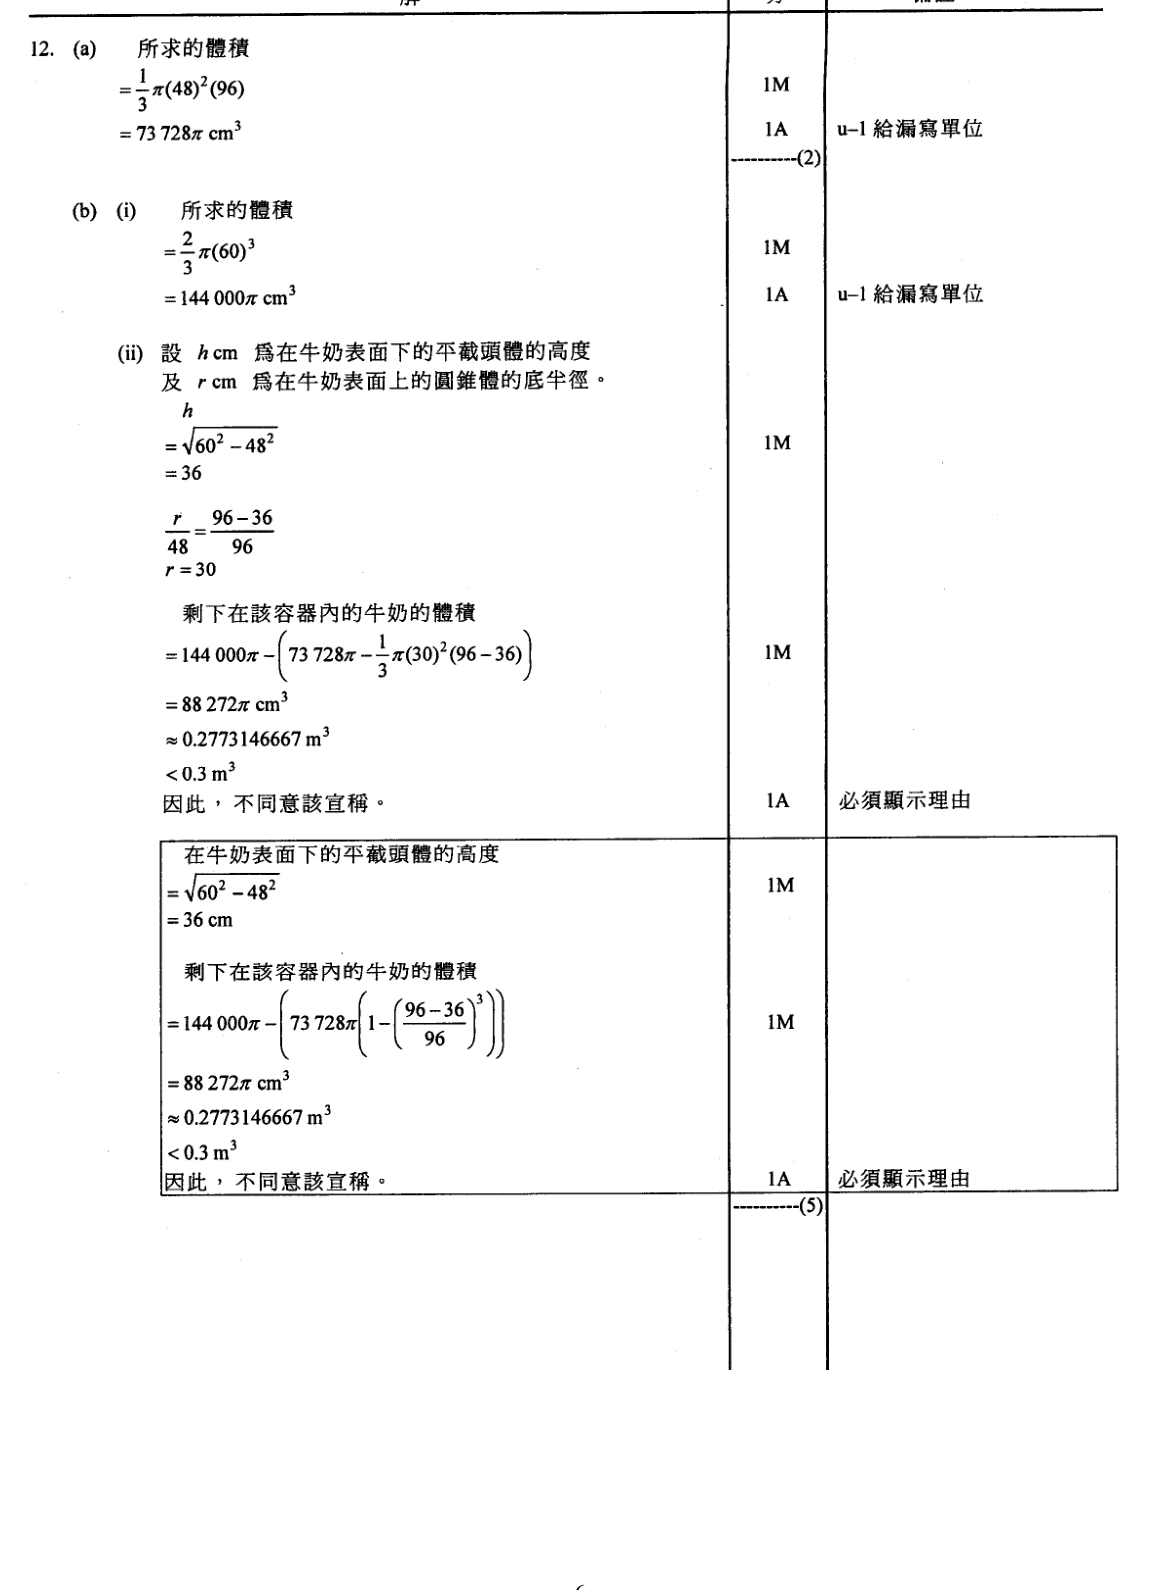 解 分 備註
12. (a) 所求的體積
= 1/3 π(48)² (96) 1M
= 73 728π cm³ 1A u–1 給漏寫單位
----------(2)
(b) (i) 所求的體積
= 2/3 π(60)³ 1M
= 144 000π cm³ 1A u–1 給漏寫單位
(ii) 設 h cm 爲在牛奶表面下的平截頭體的高度
及 r cm 爲在牛奶表面上的圓錐體的底半徑。
h
= √(60² – 48²) 1M
= 36
r/48 = (96 – 36)/96
r = 30
剩下在該容器內的牛奶的體積
= 144 000π – (73 728π – 1/3 π(30)² (96 – 36)) 1M
= 88 272π cm³
≈ 0.2773146667 m³
< 0.3 m³
因此，不同意該宣稱。 1A 必須顯示理由
在牛奶表面下的平截頭體的高度
= √(60² – 48²) 1M
= 36 cm
剩下在該容器內的牛奶的體積
= 144 000π – (73 728π(1 – ((96 – 36)/96)³)) 1M
= 88 272π cm³
≈ 0.2773146667 m³
< 0.3 m³
因此，不同意該宣稱。 1A 必須顯示理由
----------(5)